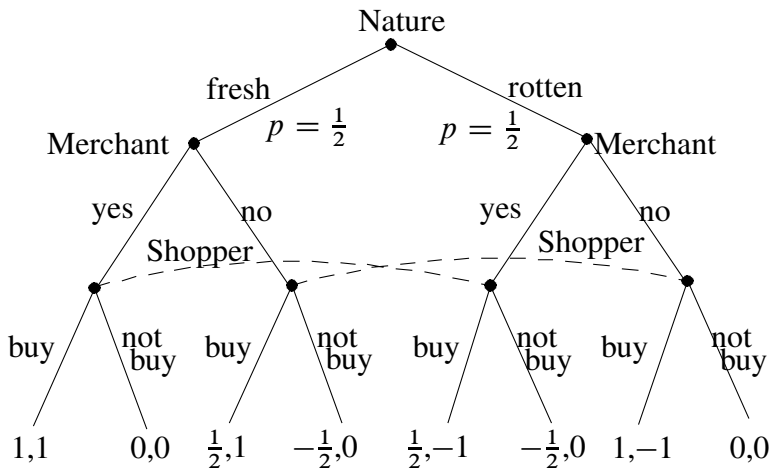 Nature
fresh rotten
p = 1/2 p = 1/2
Merchant Merchant
yes no yes no
Shopper Shopper
buy not buy buy not buy buy not buy buy not buy
1,1 0,0 1/2,1 −1/2,0 1/2,−1 −1/2,0 1,−1 0,0